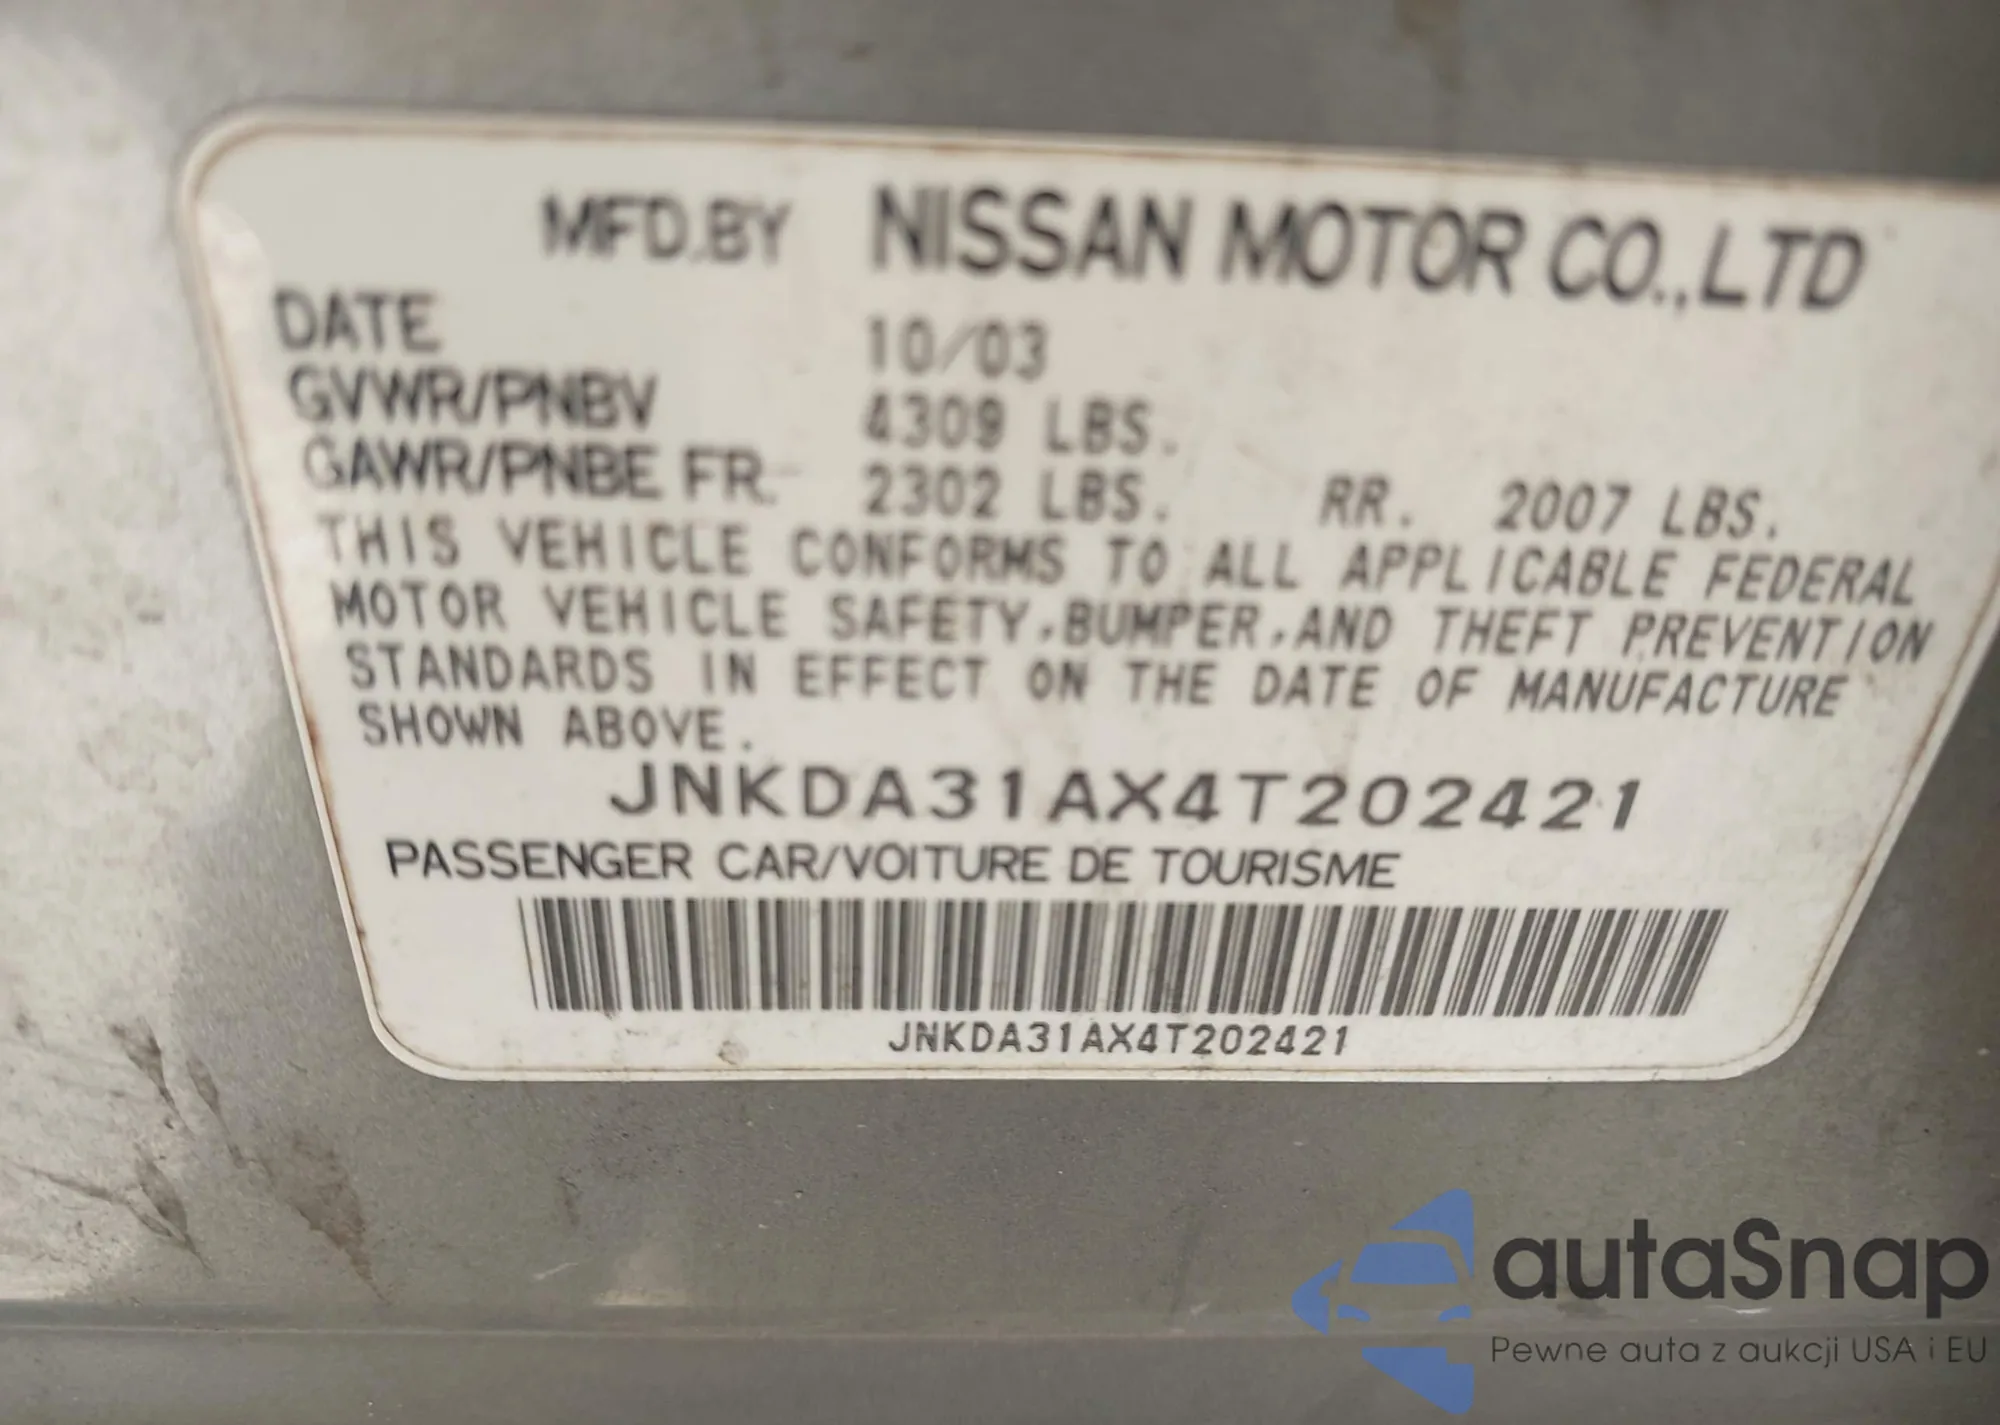 MFD.BY NISSAN MOTOR CO.,LTD
DATE 10/03
GVWR/PNBV 4309 LBS.
GAWR/PNBE FR. 2302 LBS. RR. 2007 LBS.
THIS VEHICLE CONFORMS TO ALL APPLICABLE FEDERAL
MOTOR VEHICLE SAFETY,BUMPER,AND THEFT PREVENTION
STANDARDS IN EFFECT ON THE DATE OF MANUFACTURE
SHOWN ABOVE.
JNKDA31AX4T202421
PASSENGER CAR/VOITURE DE TOURISME
JNKDA31AX4T202421
autaSnap
Pewne auta z aukcji USA i EU